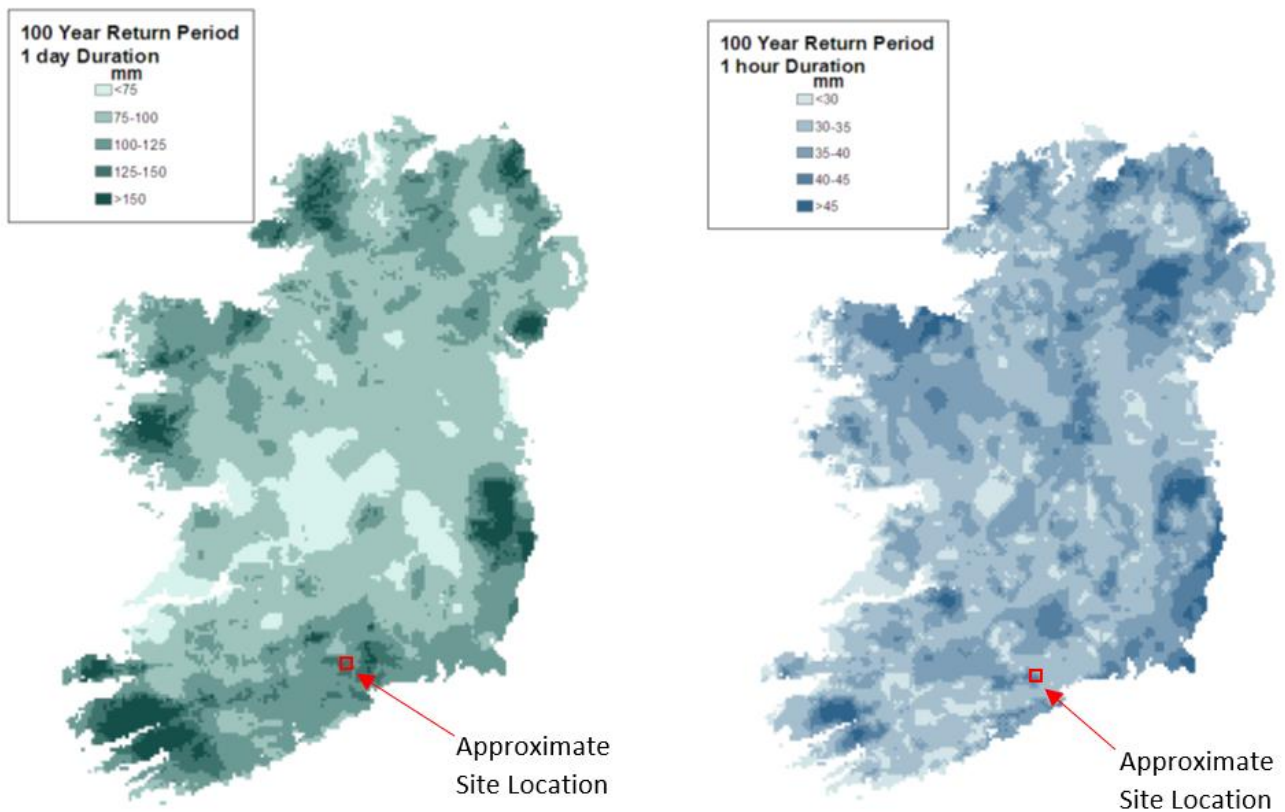 100 Year Return Period
1 day Duration
mm
<75
75-100
100-125
125-150
>150
Approximate
Site Location
100 Year Return Period
1 hour Duration
mm
<30
30-35
35-40
40-45
>45
Approximate
Site Location